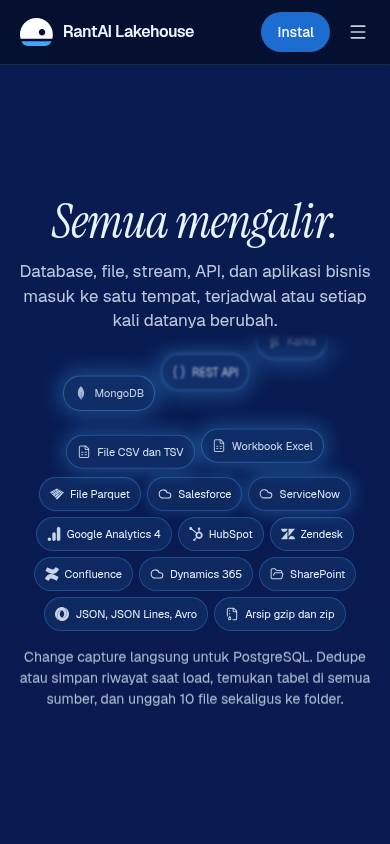 RantAI Lakehouse
Instal
Semua mengalir.
Database, file, stream, API, dan aplikasi bisnis
masuk ke satu tempat, terjadwal atau setiap
kali datanya berubah.
Kafka
REST API
MongoDB
File CSV dan TSV
Workbook Excel
File Parquet
Salesforce
ServiceNow
Google Analytics 4
HubSpot
Zendesk
Confluence
Dynamics 365
SharePoint
JSON, JSON Lines, Avro
Arsip gzip dan zip
Change capture langsung untuk PostgreSQL. Dedupe
atau simpan riwayat saat load, temukan tabel di semua
sumber, dan unggah 10 file sekaligus ke folder.